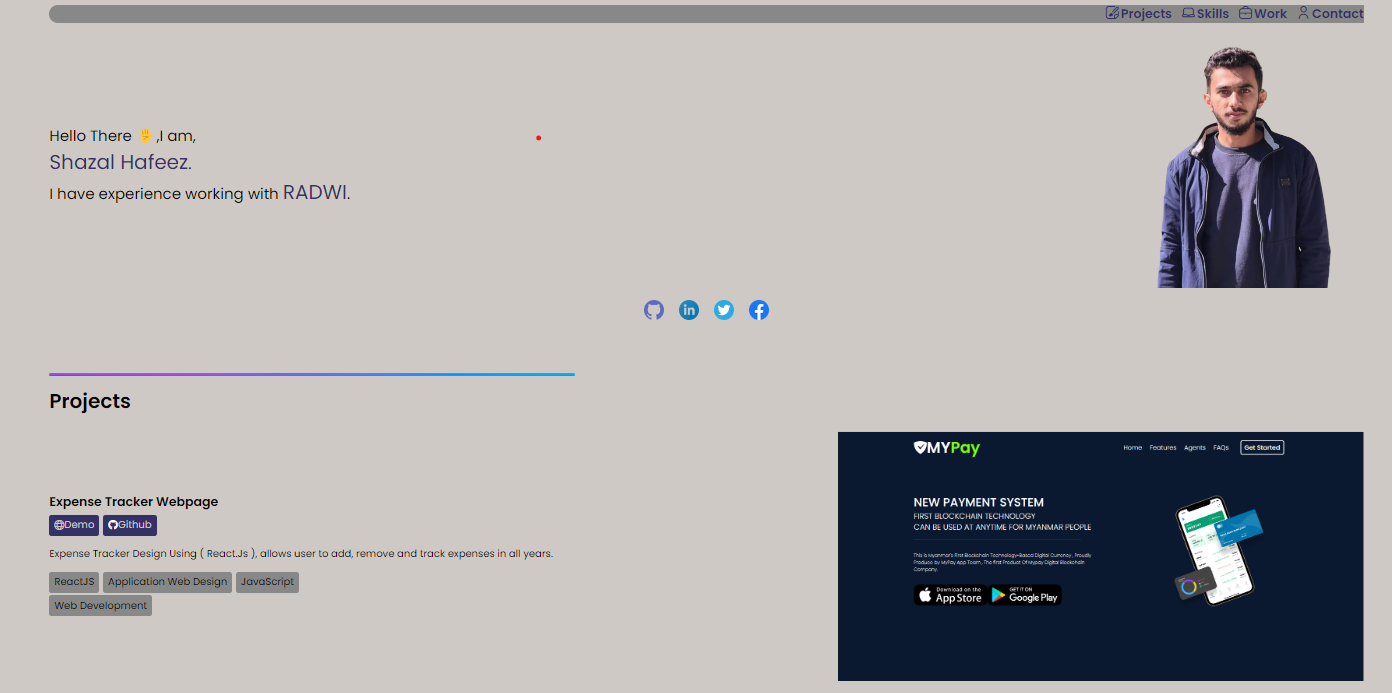 Projects Skills Work Contact
Hello There ✋ ,I am,
Shazal Hafeez.
I have experience working with RADWI.
Projects
Expense Tracker Webpage
Demo Github
Expense Tracker Design Using ( React.Js ), allows user to add, remove and track expenses in all years.
ReactJS Application Web Design JavaScript
Web Development
MYPay
Home Features Agents FAQs Get Started
NEW PAYMENT SYSTEM
FIRST BLOCKCHAIN TECHNOLOGY
CAN BE USED AT ANYTIME FOR MYANMAR PEOPLE
This is Myanmar's First Blockchain Technology-Based Digital Currency , Proudly
Produce by MyPay App Team , The first Product Of Mypay Digital Blockchain
Company.
Download on the
App Store
GET IT ON
Google Play